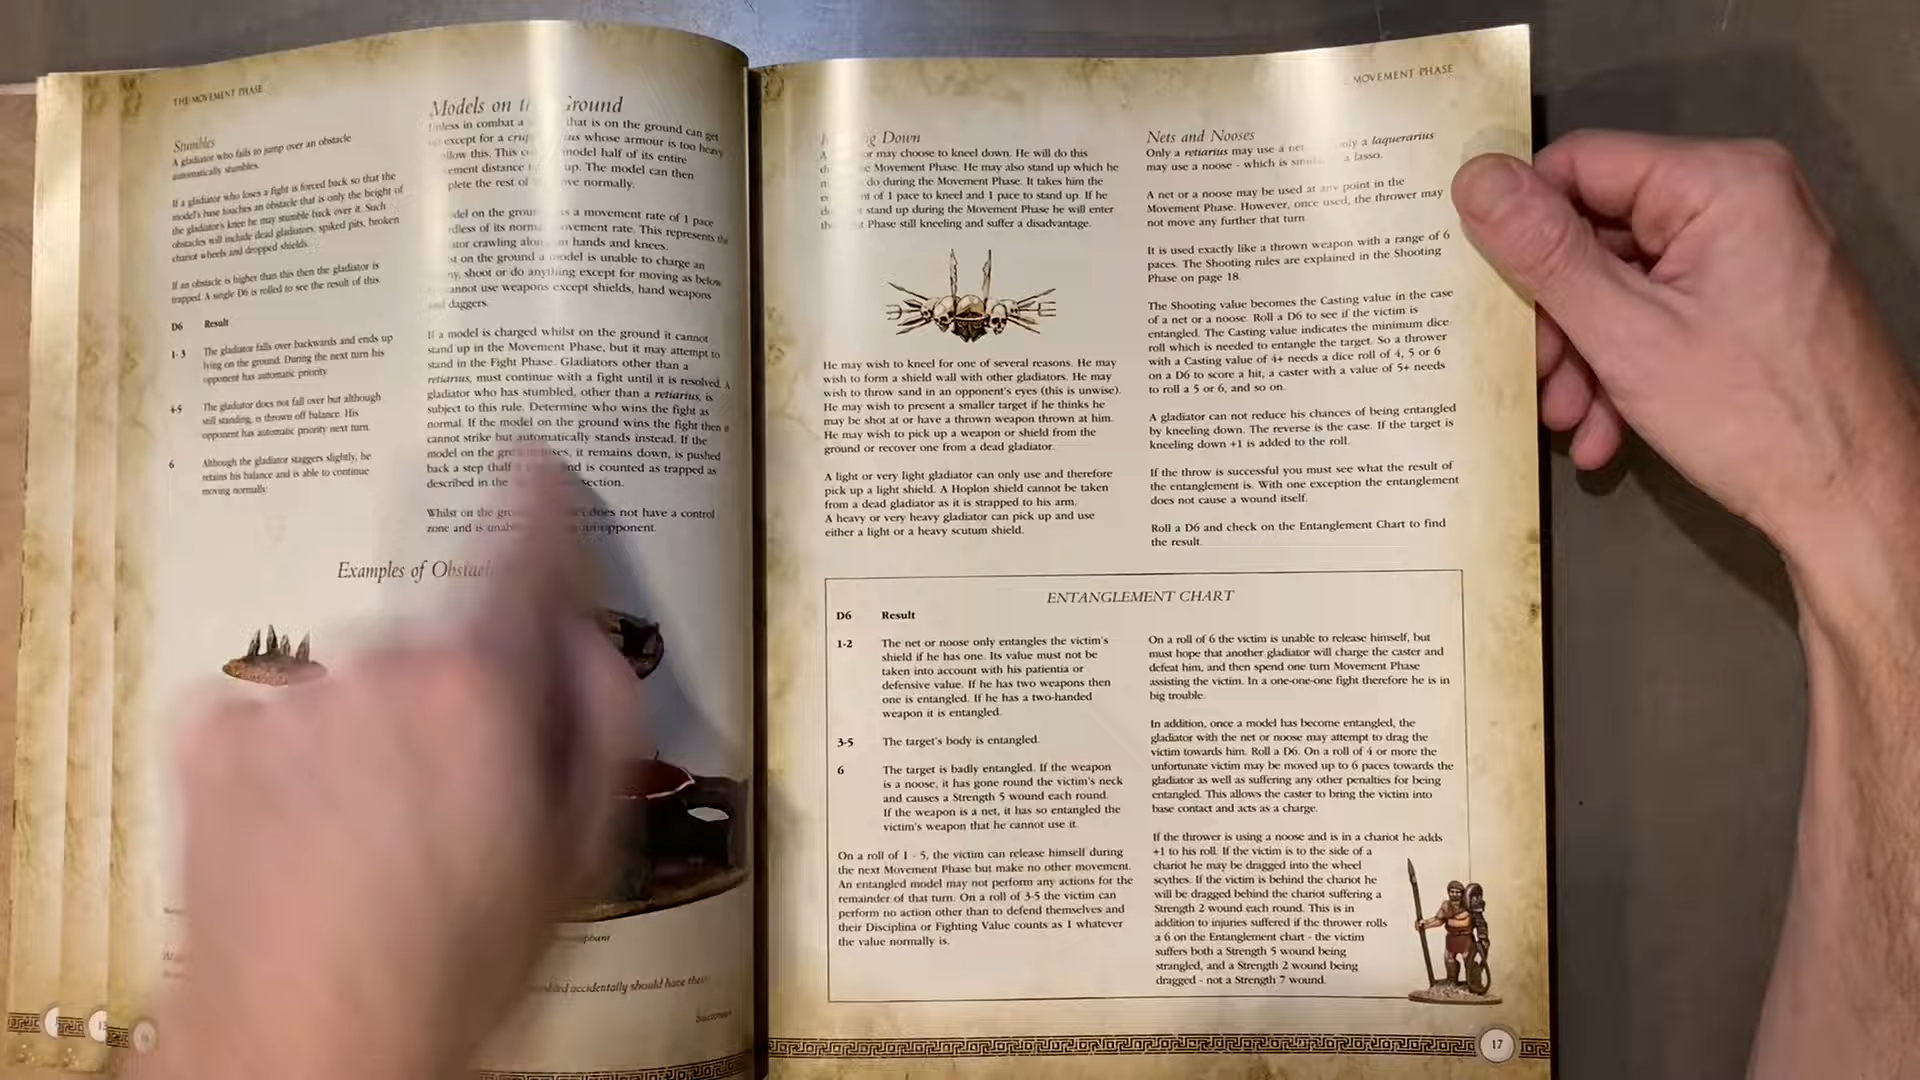 THE MOVEMENT PHASE
Stumbles
A gladiator who fails to jump over an obstacle
automatically stumbles.
If a gladiator who loses a fight is forced back so that the
model's base touches an obstacle that is only the height of
the gladiator's knee he may stumble back over it. Such
obstacles will include dead gladiators, spiked pits, broken
chariot wheels and dropped shields.
If an obstacle is higher than this then the gladiator is
trapped. A single D6 is rolled to see the result of this
D6 Result
1-3 The gladiator falls over backwards and ends up
lying on the ground. During the next turn his
opponent has automatic priority.
4-5 The gladiator does not fall over but although
still standing, is thrown off balance. His
opponent has automatic priority next turn.
6 Although the gladiator staggers slightly, he
retains his balance and is able to continue
moving normally.
Models on Ground
in combat a that is on the ground can get
except for a whose armour is too heavy
this. This model half of its entire
distance up. The model can then
the rest of normally.
on the a movement rate of 1 pace
of its This represents the
crawling hands and knees.
on the ground a model is unable to charge an
shoot or do anything except for moving as below
use weapons except shields, hand weapons
daggers.
If a model is charged whilst on the ground it cannot
stand up in the Movement Phase, but it may attempt to
stand in the Fight Phase. Gladiators other than a
retiarius, must continue with a fight until it is resolved. A
gladiator who has stumbled, other than a retiarius, is
subject to this rule. Determine who wins the fight as
normal. If the model on the ground wins the fight then it
cannot strike but automatically stands instead. If the
model on the it remains down, is pushed
back a step and is counted as trapped as
described in the section.
Whilst on the does not have a control
zone and is opponent.
Examples of
accidentally should have their
MOVEMENT PHASE
Down
may choose to kneel down. He will do this
Movement Phase. He may also stand up which he
do during the Movement Phase. It takes him the
of 1 pace to kneel and 1 pace to stand up. If he
stand up during the Movement Phase he will enter
Phase still kneeling and suffer a disadvantage.
He may wish to kneel for one of several reasons. He may
wish to form a shield wall with other gladiators. He may
wish to throw sand in an opponent's eyes (this is unwise).
He may wish to present a smaller target if he thinks he
may be shot at or have a thrown weapon thrown at him.
He may wish to pick up a weapon or shield from the
ground or recover one from a dead gladiator.
A light or very light gladiator can only use and therefore
pick up a light shield. A Hoplon shield cannot be taken
from a dead gladiator as it is strapped to his arm.
A heavy or very heavy gladiator can pick up and use
either a light or a heavy scutum shield.
Nets and Nooses
Only a retiarius may use a net only a laquerarius
may use a noose - which is a lasso.
A net or a noose may be used at any point in the
Movement Phase. However, once used, the thrower may
not move any further that turn.
It is used exactly like a thrown weapon with a range of 6
paces. The Shooting rules are explained in the Shooting
Phase on page 18.
The Shooting value becomes the Casting value in the case
of a net or a noose. Roll a D6 to see if the victim is
entangled. The Casting value indicates the minimum dice
roll which is needed to entangle the target. So a thrower
with a Casting value of 4+ needs a dice roll of 4, 5 or 6
on a D6 to score a hit, a caster with a value of 5+ needs
to roll a 5 or 6, and so on.
A gladiator can not reduce his chances of being entangled
by kneeling down. The reverse is the case. If the target is
kneeling down +1 is added to the roll.
If the throw is successful you must see what the result of
the entanglement is. With one exception the entanglement
does not cause a wound itself.
Roll a D6 and check on the Entanglement Chart to find
the result.
ENTANGLEMENT CHART
D6 Result
1-2 The net or noose only entangles the victim's
shield if he has one. Its value must not be
taken into account with his patientia or
defensive value. If he has two weapons then
one is entangled. If he has a two-handed
weapon it is entangled.
3-5 The target's body is entangled.
6 The target is badly entangled. If the weapon
is a noose, it has gone round the victim's neck
and causes a Strength 5 wound each round.
If the weapon is a net, it has so entangled the
victim's weapon that he cannot use it.
On a roll of 1 - 5, the victim can release himself during
the next Movement Phase but make no other movement.
An entangled model may not perform any actions for the
remainder of that turn. On a roll of 3-5 the victim can
perform no action other than to defend themselves and
their Disciplina or Fighting Value counts as 1 whatever
the value normally is.
On a roll of 6 the victim is unable to release himself, but
must hope that another gladiator will charge the caster and
defeat him, and then spend one turn Movement Phase
assisting the victim. In a one-one-one fight therefore he is in
big trouble.
In addition, once a model has become entangled, the
gladiator with the net or noose may attempt to drag the
victim towards him. Roll a D6. On a roll of 4 or more the
unfortunate victim may be moved up to 6 paces towards the
gladiator as well as suffering any other penalties for being
entangled. This allows the caster to bring the victim into
base contact and acts as a charge.
If the thrower is using a noose and is in a chariot he adds
+1 to his roll. If the victim is to the side of a
chariot he may be dragged into the wheel
scythes. If the victim is behind the chariot he
will be dragged behind the chariot suffering a
Strength 2 wound each round. This is in
addition to injuries suffered if the thrower rolls
a 6 on the Entanglement chart - the victim
suffers both a Strength 5 wound being
strangled, and a Strength 2 wound being
dragged - not a Strength 7 wound.
17